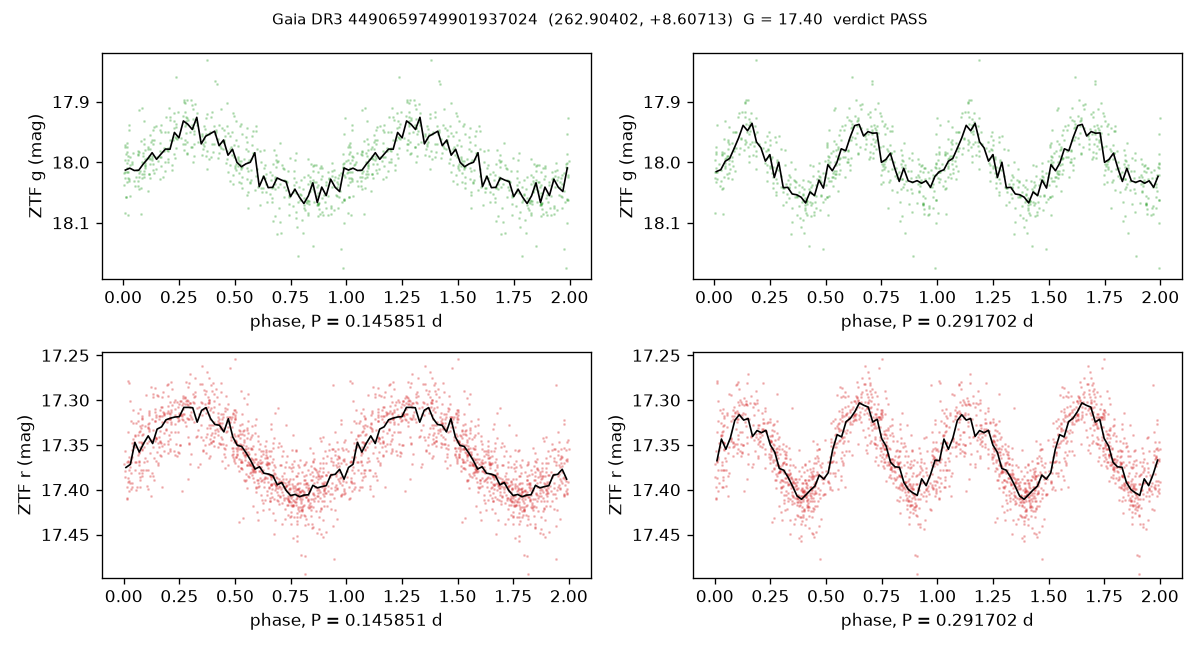 Gaia DR3 4490659749901937024 (262.90402, +8.60713) G = 17.40 verdict PASS
ZTF g (mag)
17.9
18.0
18.1
0.00 0.25 0.50 0.75 1.00 1.25 1.50 1.75 2.00
phase, P = 0.145851 d
ZTF g (mag)
17.9
18.0
18.1
0.00 0.25 0.50 0.75 1.00 1.25 1.50 1.75 2.00
phase, P = 0.291702 d
ZTF r (mag)
17.25
17.30
17.35
17.40
17.45
0.00 0.25 0.50 0.75 1.00 1.25 1.50 1.75 2.00
phase, P = 0.145851 d
ZTF r (mag)
17.25
17.30
17.35
17.40
17.45
0.00 0.25 0.50 0.75 1.00 1.25 1.50 1.75 2.00
phase, P = 0.291702 d